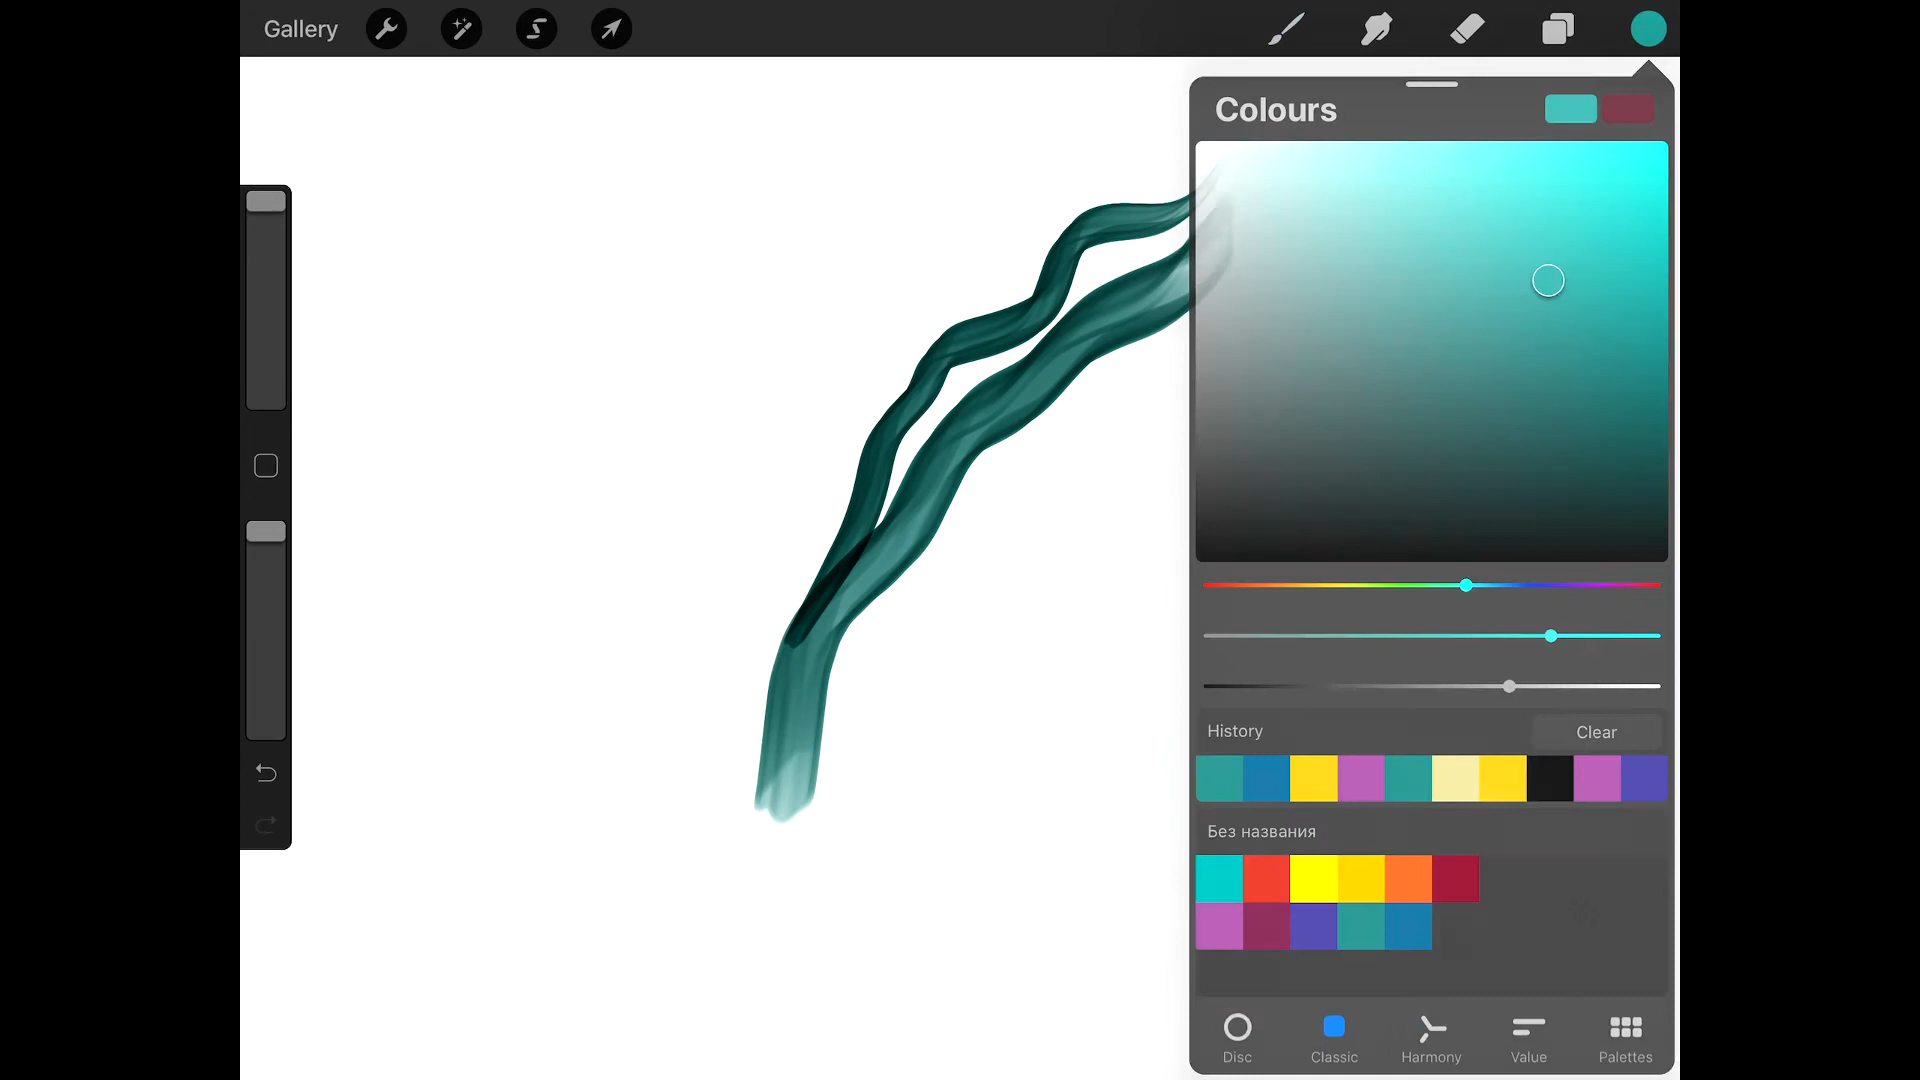 Gallery
Colours
History
Clear
Без названия
Disc
Classic
Harmony
Value
Palettes